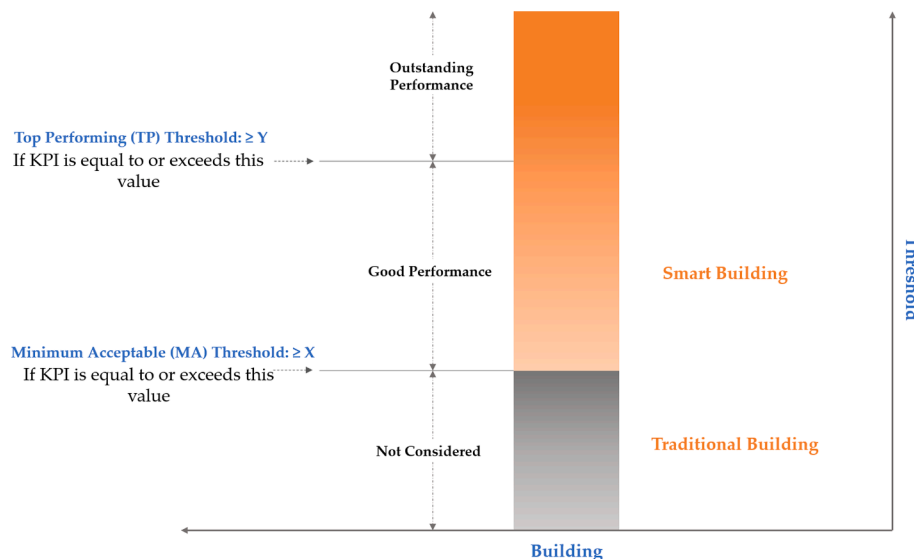 Outstanding
Performance
Top Performing (TP) Threshold: ≥ Y
If KPI is equal to or exceeds this
value
Good Performance
Smart Building
Threshold
Minimum Acceptable (MA) Threshold: ≥ X
If KPI is equal to or exceeds this
value
Not Considered
Traditional Building
Building